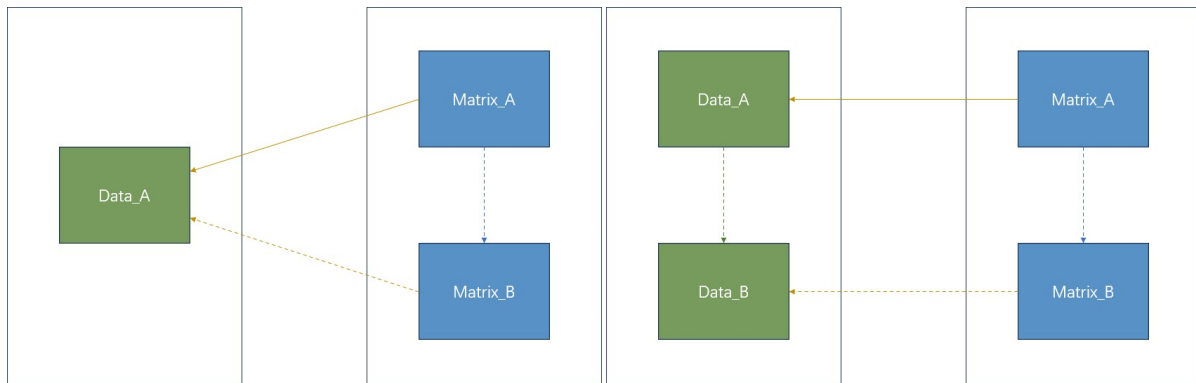 Matrix_A
Data_A
Matrix_B
Data_A
Matrix_A
Data_B
Matrix_B